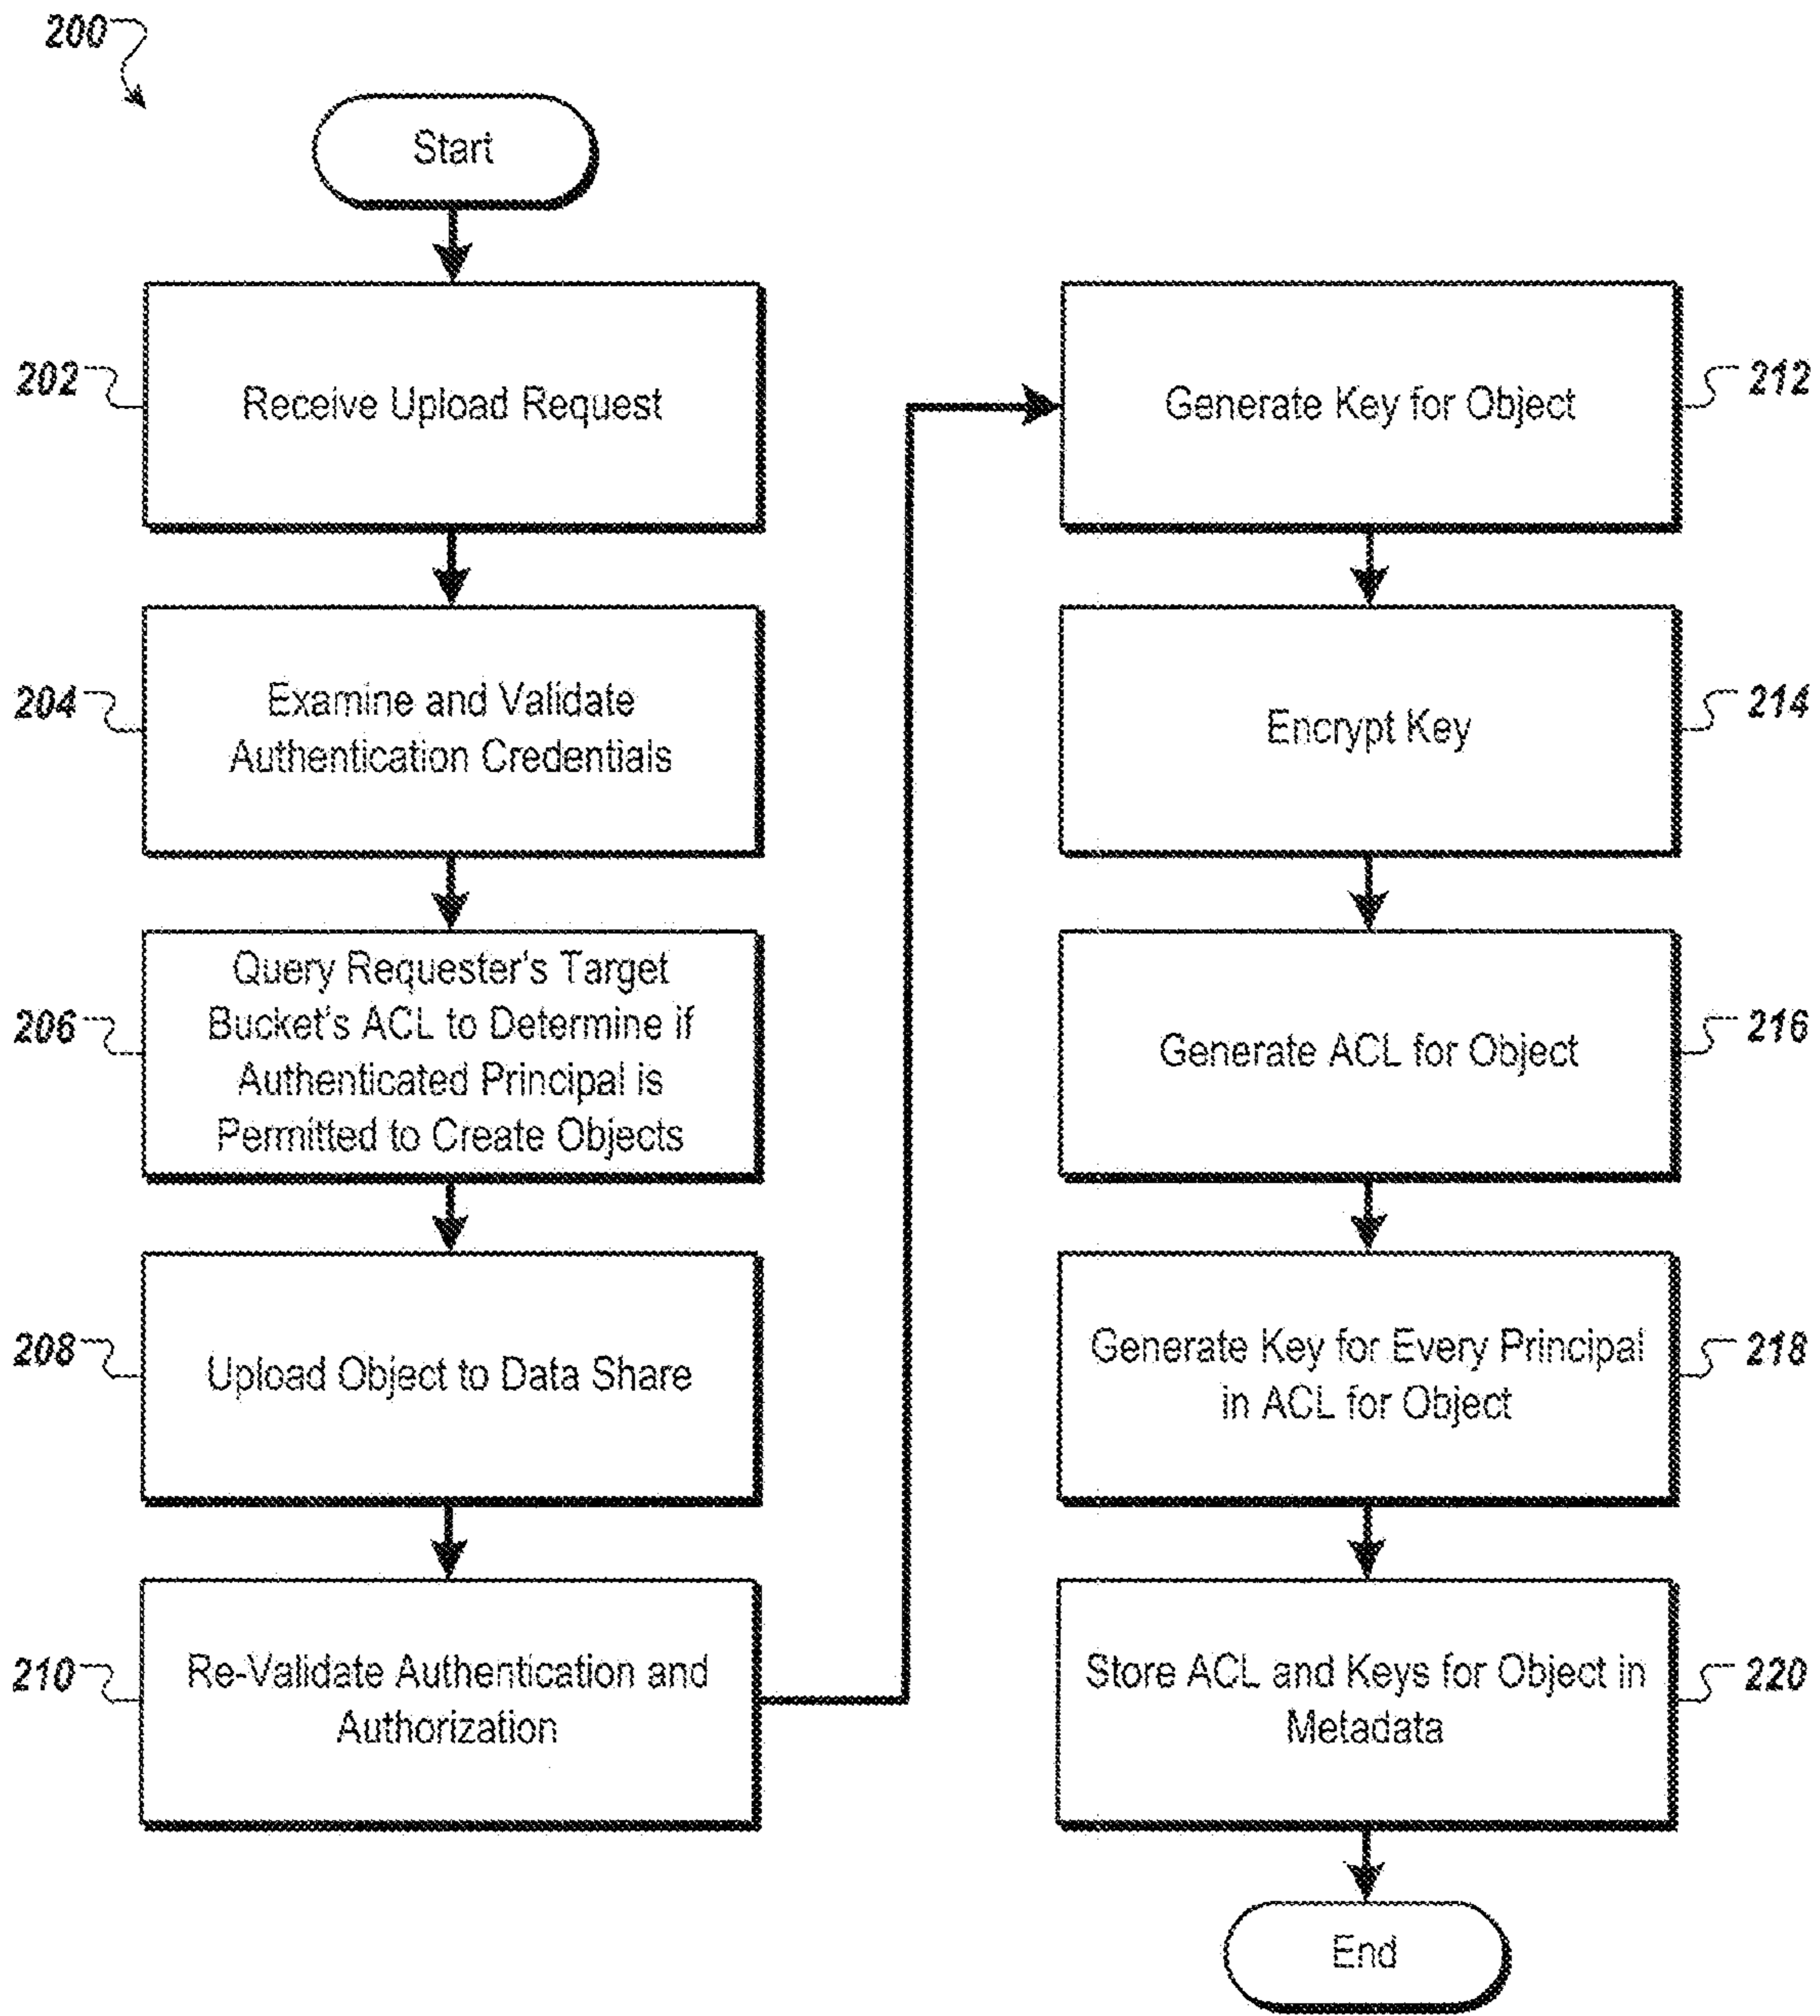 200
Start
202
Receive Upload Request
204
Examine and Validate
Authentication Credentials
206
Query Requester's Target
Bucket's ACL to Determine if
Authenticated Principal is
Permitted to Create Objects
208
Upload Object to Data Share
210
Re-Validate Authentication and
Authorization
212
Generate Key for Object
214
Encrypt Key
216
Generate ACL for Object
218
Generate Key for Every Principal
in ACL for Object
220
Store ACL and Keys for Object in
Metadata
End